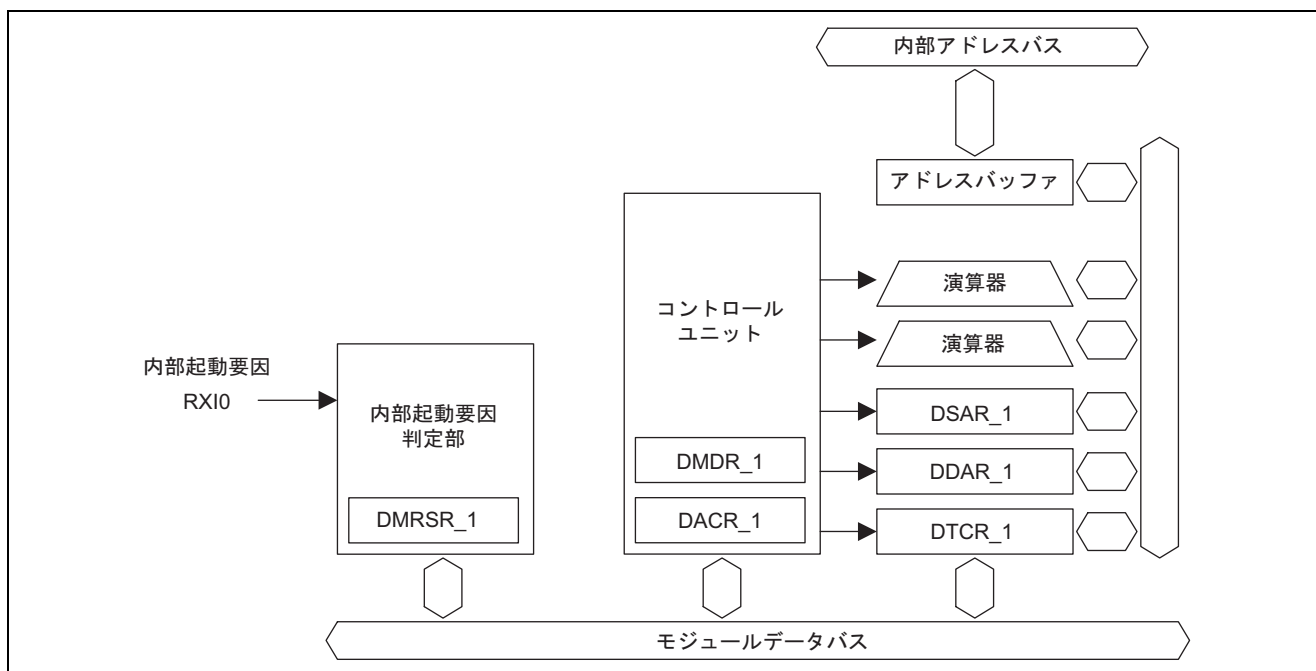 内部アドレスバス
アドレスバッファ
コントロール
ユニット
演算器
演算器
内部起動要因
RXI0
内部起動要因
判定部
DMRSR_1
DMDR_1
DACR_1
DSAR_1
DDAR_1
DTCR_1
モジュールデータバス